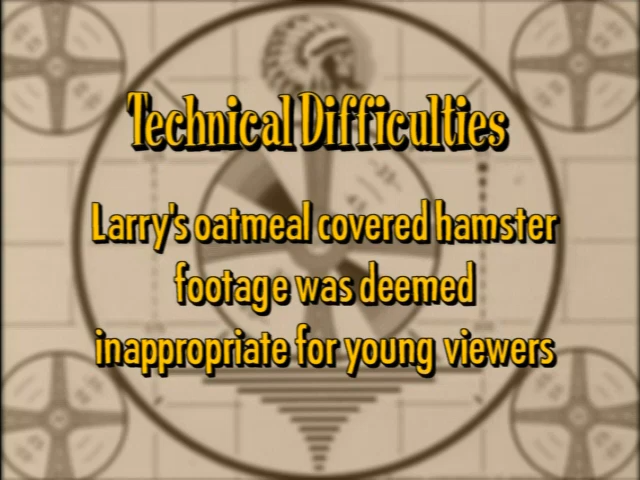 Technical Difficulties
Larry's oatmeal covered hamster
footage was deemed
inappropriate for young viewers